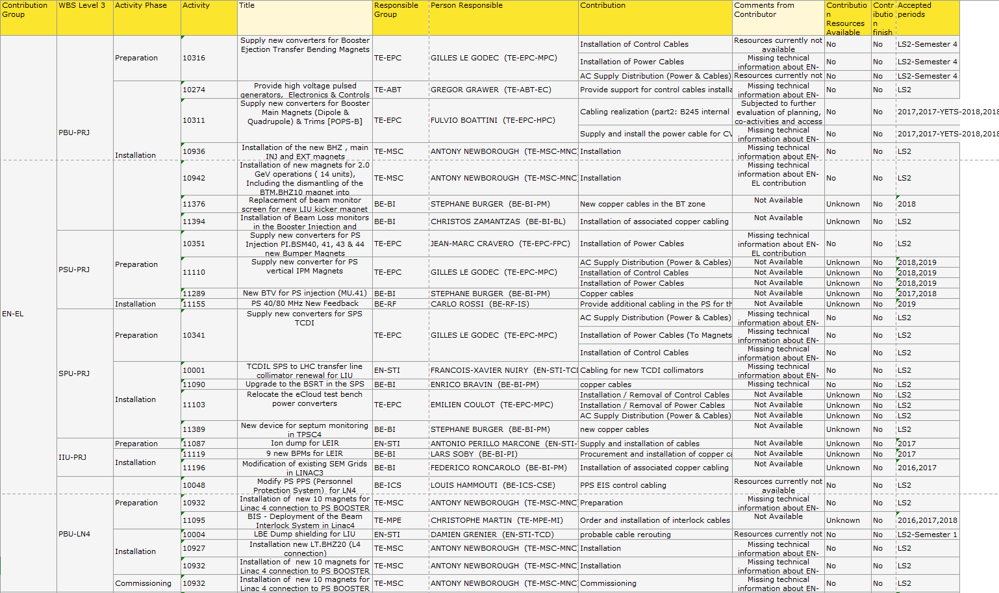 Contribution Group | WBS Level 3 | Activity Phase | Activity | Title | Responsible Group | Person Responsible | Contribution | Comments from Contributor | Contributio n Resources Available | Contr ibutio n finish | Accepted periods
EN-EL | PBU-PRJ | Preparation | 10316 | Supply new converters for Booster Ejection Transfer Bending Magnets | TE-EPC | GILLES LE GODEC (TE-EPC-MPC) | Installation of Control Cables | Resources currently not available | No | No | LS2-Semester 4
Installation of Power Cables | Missing technical information about EN- | No | No | LS2-Semester 4
AC Supply Distribution (Power & Cables) | Resources currently not | No | No | LS2-Semester 4
Installation | 10274 | Provide high voltage pulsed generators, Electronics & Controls | TE-ABT | GREGOR GRAWER (TE-ABT-EC) | Provide support for control cables installa | Missing technical information about EN- | No | No | LS2
10311 | Supply new converters for Booster Main Magnets (Dipole & Quadrupole) & Trims [POPS-B] | TE-EPC | FULVIO BOATTINI (TE-EPC-HPC) | Cabling realization (part2: B245 internal | Subjected to further evaluation of planning, co-activities and access | No | No | 2017,2017-YETS-2018,2018
Supply and install the power cable for CV | Missing technical information about EN- | No | No | 2017,2017-YETS-2018,2018
10936 | Installation of the new BHZ , main INJ and EXT magnets | TE-MSC | ANTONY NEWBOROUGH (TE-MSC-MNC) | Installation | Missing technical information about EN- | No | No | LS2
10942 | Installation of new magnets for 2.0 GeV operations ( 14 units), Including the dismantling of the BTM.BHZ10 magnet into | TE-MSC | ANTONY NEWBOROUGH (TE-MSC-MNC) | Installation | Missing technical information about EN-EL contribution | No | No | LS2
11376 | Replacement of beam monitor screen for new LIU kicker magnet | BE-BI | STEPHANE BURGER (BE-BI-PM) | New copper cables in the BT zone | Not Available | Unknown | No | 2018
11394 | Installation of Beam Loss monitors in the Booster Injection and | BE-BI | CHRISTOS ZAMANTZAS (BE-BI-BL) | Installation of associated copper cabling | Not Available | Unknown | No | LS2
PSU-PRJ | Preparation | 10351 | Supply new converters for PS Injection PI.BSM40, 41, 43 & 44 new Bumper Magnets | TE-EPC | JEAN-MARC CRAVERO (TE-EPC-FPC) | Installation of Power Cables | Missing technical information about EN-EL contribution | No | No | LS2
11110 | Supply new converter for PS vertical IPM Magnets | TE-EPC | GILLES LE GODEC (TE-EPC-MPC) | AC Supply Distribution (Power & Cables) | Not Available | Unknown | No | 2018,2019
Installation of Control Cables | Not Available | Unknown | No | 2018,2019
Installation of Power Cables | Not Available | Unknown | No | 2018,2019
11289 | New BTV for PS injection (MU.41) | BE-BI | STEPHANE BURGER (BE-BI-PM) | Copper cables | Not Available | Unknown | No | 2017,2018
Installation | 11155 | PS 40/80 MHz New Feedback | BE-RF | CARLO ROSSI (BE-RF-IS) | Provide additional cabling in the PS for th | Not Available | Unknown | No | 2019
SPU-PRJ | Preparation | 10341 | Supply new converters for SPS TCDI | TE-EPC | GILLES LE GODEC (TE-EPC-MPC) | AC Supply Distribution (Power & Cables) | Missing technical information about EN- | No | No | LS2
Installation of Power Cables (To Magnets | Missing technical information about EN- | No | No | LS2
Installation of Control Cables | Missing technical information about EN- | No | No | LS2
Installation | 10001 | TCDIL SPS to LHC transfer line collimator renewal for LIU | EN-STI | FRANCOIS-XAVIER NUIRY (EN-STI-TCD | Cabling for new TCDI collimators | Missing technical information about EN- | No | No | LS2
11090 | Upgrade to the BSRT in the SPS | BE-BI | ENRICO BRAVIN (BE-BI-PM) | copper cables | Missing technical | No | No | LS2
11103 | Relocate the eCloud test bench power converters | TE-EPC | EMILIEN COULOT (TE-EPC-MPC) | Installation / Removal of Control Cables | Not Available | Unknown | No | LS2
Installation / Removal of Power Cables | Not Available | Unknown | No | LS2
AC Supply Distribution (Power & Cables) | Not Available | Unknown | No | LS2
11389 | New device for septum monitoring in TPSC4 | BE-BI | STEPHANE BURGER (BE-BI-PM) | new copper cables | Not Available | Unknown | No | LS2
IIU-PRJ | Preparation | 11087 | Ion dump for LEIR | EN-STI | ANTONIO PERILLO MARCONE (EN-STI- | Supply and installation of cables | Not Available | Unknown | No | 2017
Installation | 11119 | 9 new BPMs for LEIR | BE-BI | LARS SOBY (BE-BI-PI) | Procurement and installation of copper ca | Not Available | Unknown | No | 2017
11196 | Modification of existing SEM Grids in LINAC3 | BE-BI | FEDERICO RONCAROLO (BE-BI-PM) | Installation of associated copper cabling | Not Available | Unknown | No | 2016,2017
PBU-LN4 | Preparation | 10048 | Modify PS PPS (Personnel Protection System) for LN4 | BE-ICS | LOUIS HAMMOUTI (BE-ICS-CSE) | PPS EIS control cabling | Resources currently not available | No | No | LS2
10932 | Installation of new 10 magnets for Linac 4 connection to PS BOOSTER | TE-MSC | ANTONY NEWBOROUGH (TE-MSC-MNC) | Preparation | Missing technical information about EN- | No | No | LS2
11095 | BIS - Deployment of the Beam Interlock System in Linac4 | TE-MPE | CHRISTOPHE MARTIN (TE-MPE-MI) | Order and installation of interlock cables | Not Available | Unknown | No | 2016,2017,2018
Installation | 10004 | LBE Dump shielding for LIU | EN-STI | DAMIEN GRENIER (EN-STI-TCD) | probable cable rerouting | Resources currently not | No | No | LS2-Semester 1
10927 | Installation new LT.BHZ20 (L4 connection) | TE-MSC | ANTONY NEWBOROUGH (TE-MSC-MNC) | Installation | Missing technical information about EN- | No | No | LS2
10932 | Installation of new 10 magnets for Linac 4 connection to PS BOOSTER | TE-MSC | ANTONY NEWBOROUGH (TE-MSC-MNC) | Installation | Missing technical information about EN- | No | No | LS2
Commissioning | 10932 | Installation of new 10 magnets for Linac 4 connection to PS BOOSTER | TE-MSC | ANTONY NEWBOROUGH (TE-MSC-MNC) | Commissioning | Missing technical information about EN- | No | No | LS2